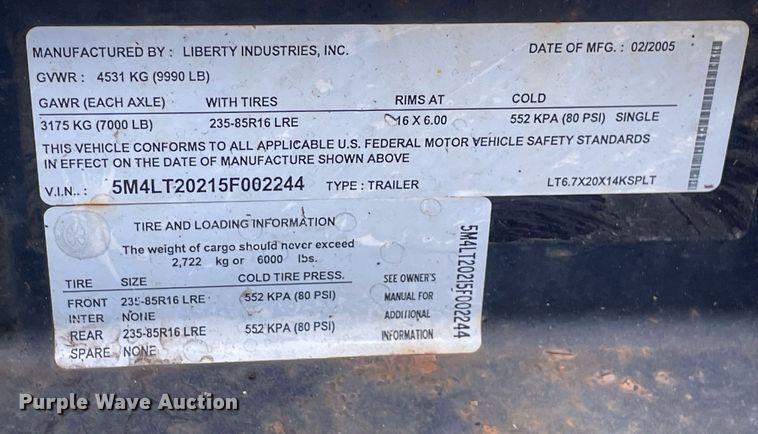 MANUFACTURED BY : LIBERTY INDUSTRIES, INC. DATE OF MFG. : 02/2005
GVWR : 4531 KG (9990 LB)
GAWR (EACH AXLE) WITH TIRES RIMS AT COLD
3175 KG (7000 LB) 235-85R16 LRE 16 X 6.00 552 KPA (80 PSI) SINGLE
THIS VEHICLE CONFORMS TO ALL APPLICABLE U.S. FEDERAL MOTOR VEHICLE SAFETY STANDARDS
IN EFFECT ON THE DATE OF MANUFACTURE SHOWN ABOVE
V.I.N.. : 5M4LT20215F002244 TYPE : TRAILER LT6.7X20X14KSPLT
TIRE AND LOADING INFORMATION
The weight of cargo should never exceed
2,722 kg or 6000 lbs.
TIRE SIZE COLD TIRE PRESS.
FRONT 235-85R16 LRE 552 KPA (80 PSI)
INTER NONE
REAR 235-85R16 LRE 552 KPA (80 PSI)
SPARE NONE
SEE OWNER'S
MANUAL FOR
ADDITIONAL
INFORMATION
5M4LT20215F002244
Purple Wave Auction